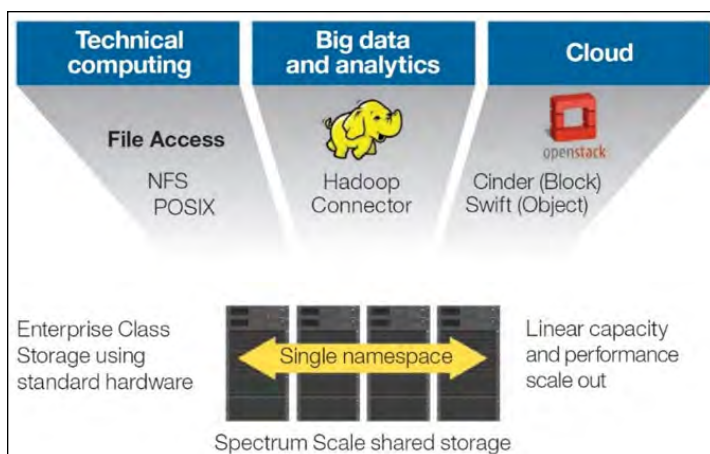 Technical
computing
Big data
and analytics
Cloud
File Access
NFS
POSIX
Hadoop
Connector
openstack
Cinder (Block)
Swift (Object)
Enterprise Class
Storage using
standard hardware
Single namespace
Linear capacity
and performance
scale out
Spectrum Scale shared storage